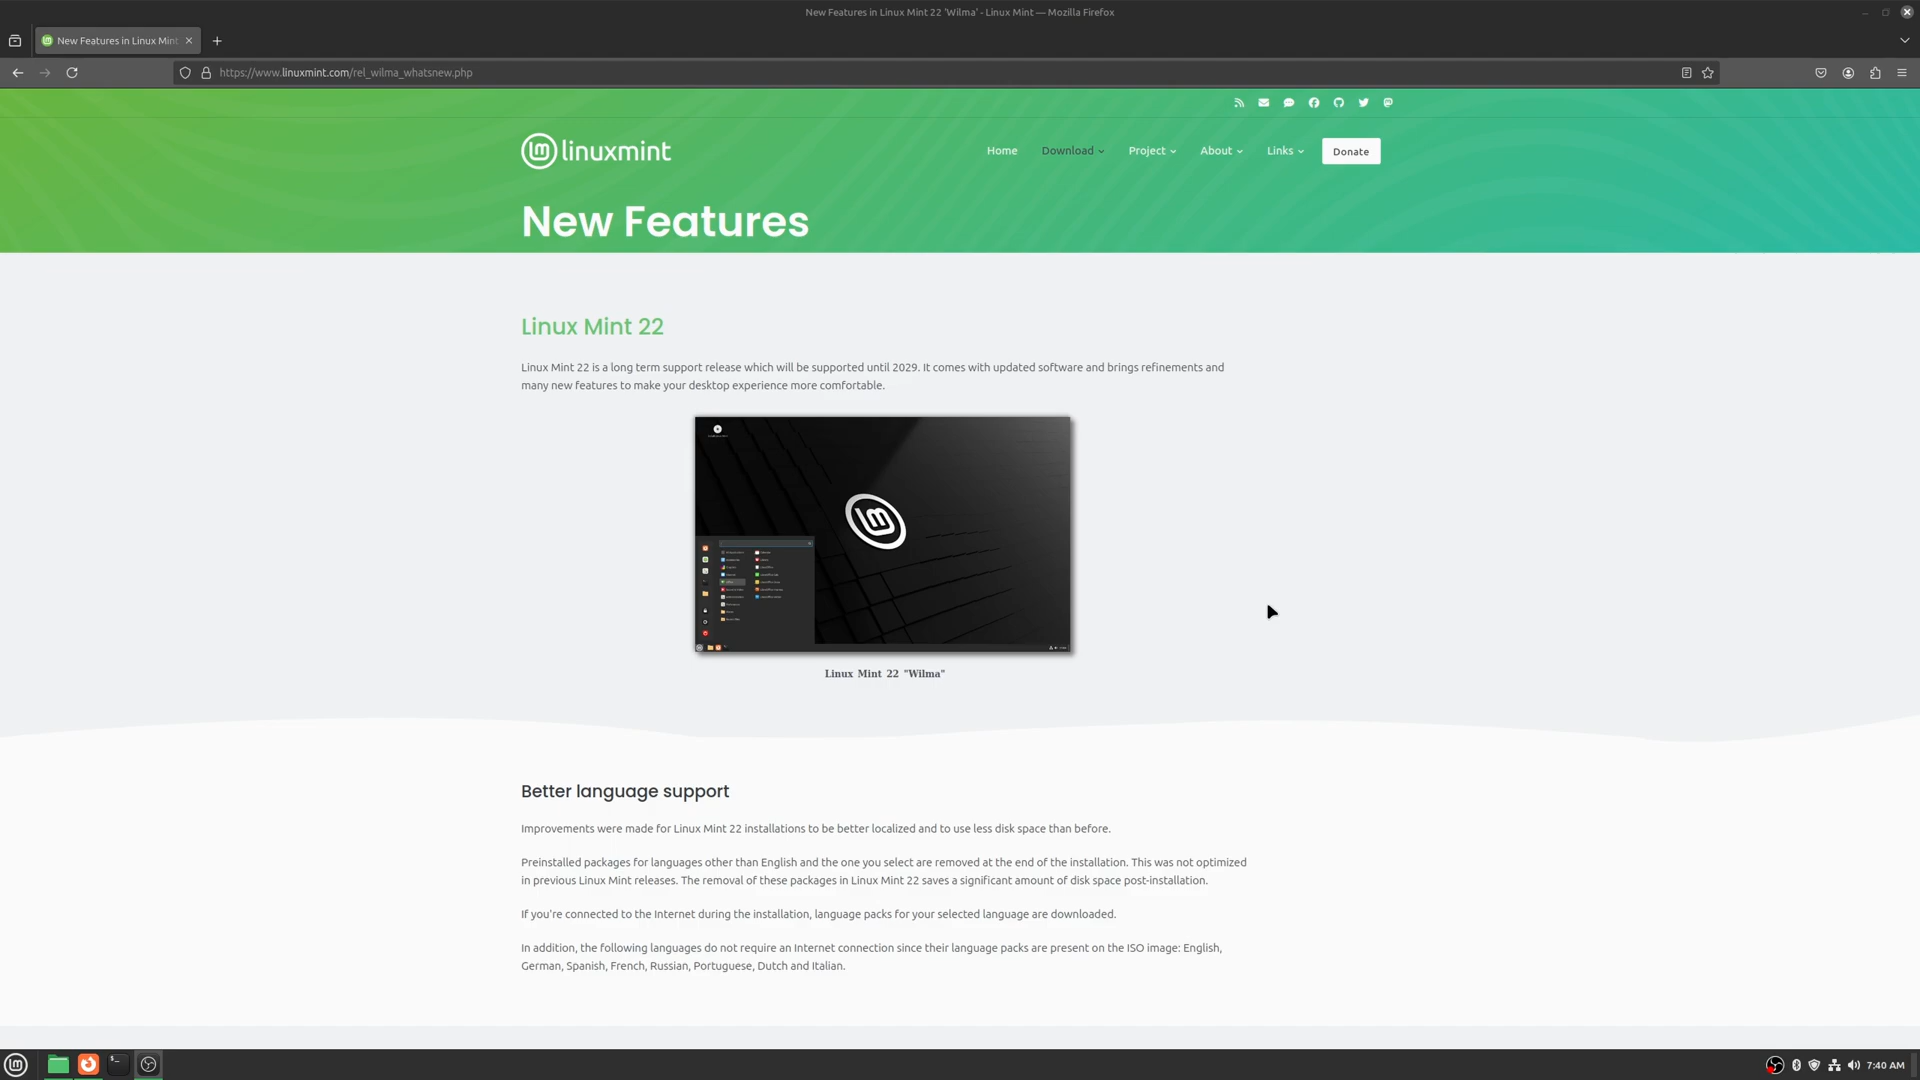 New Features in Linux Mint 22 'Wilma' - Linux Mint — Mozilla Firefox
New Features in Linux Mint
https://www.linuxmint.com/rel_wilma_whatsnew.php
linuxmint
Home
Download
Project
About
Links
Donate
New Features
Linux Mint 22
Linux Mint 22 is a long term support release which will be supported until 2029. It comes with updated software and brings refinements and
many new features to make your desktop experience more comfortable.
Linux Mint 22 "Wilma"
Better language support
Improvements were made for Linux Mint 22 installations to be better localized and to use less disk space than before.
Preinstalled packages for languages other than English and the one you select are removed at the end of the installation. This was not optimized
in previous Linux Mint releases. The removal of these packages in Linux Mint 22 saves a significant amount of disk space post-installation.
If you're connected to the Internet during the installation, language packs for your selected language are downloaded.
In addition, the following languages do not require an Internet connection since their language packs are present on the ISO image: English,
German, Spanish, French, Russian, Portuguese, Dutch and Italian.
7:40 AM